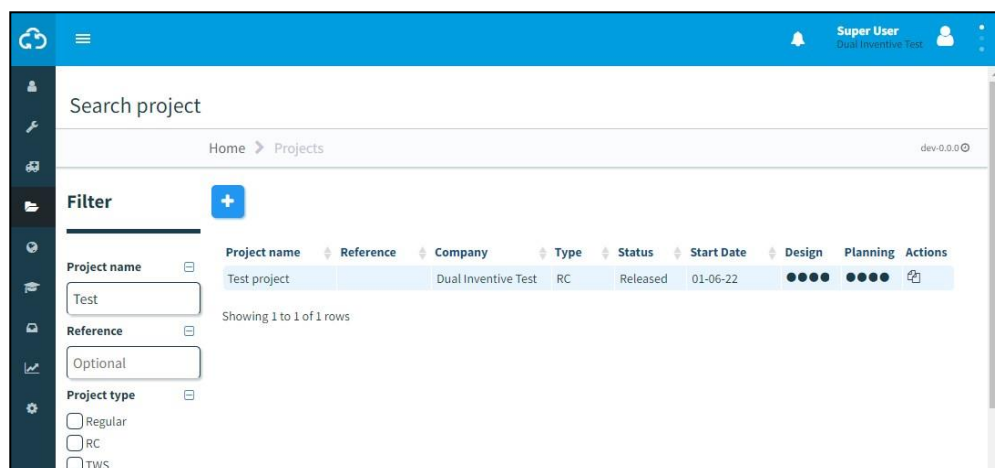 Super User
Dual Inventive Test
Search project
Home Projects
dev-0.0.0
Filter
Project name
Test
Reference
Optional
Project type
Regular
RC
TWS
Project name Reference Company Type Status Start Date Design Planning Actions
Test project Dual Inventive Test RC Released 01-06-22
Showing 1 to 1 of 1 rows